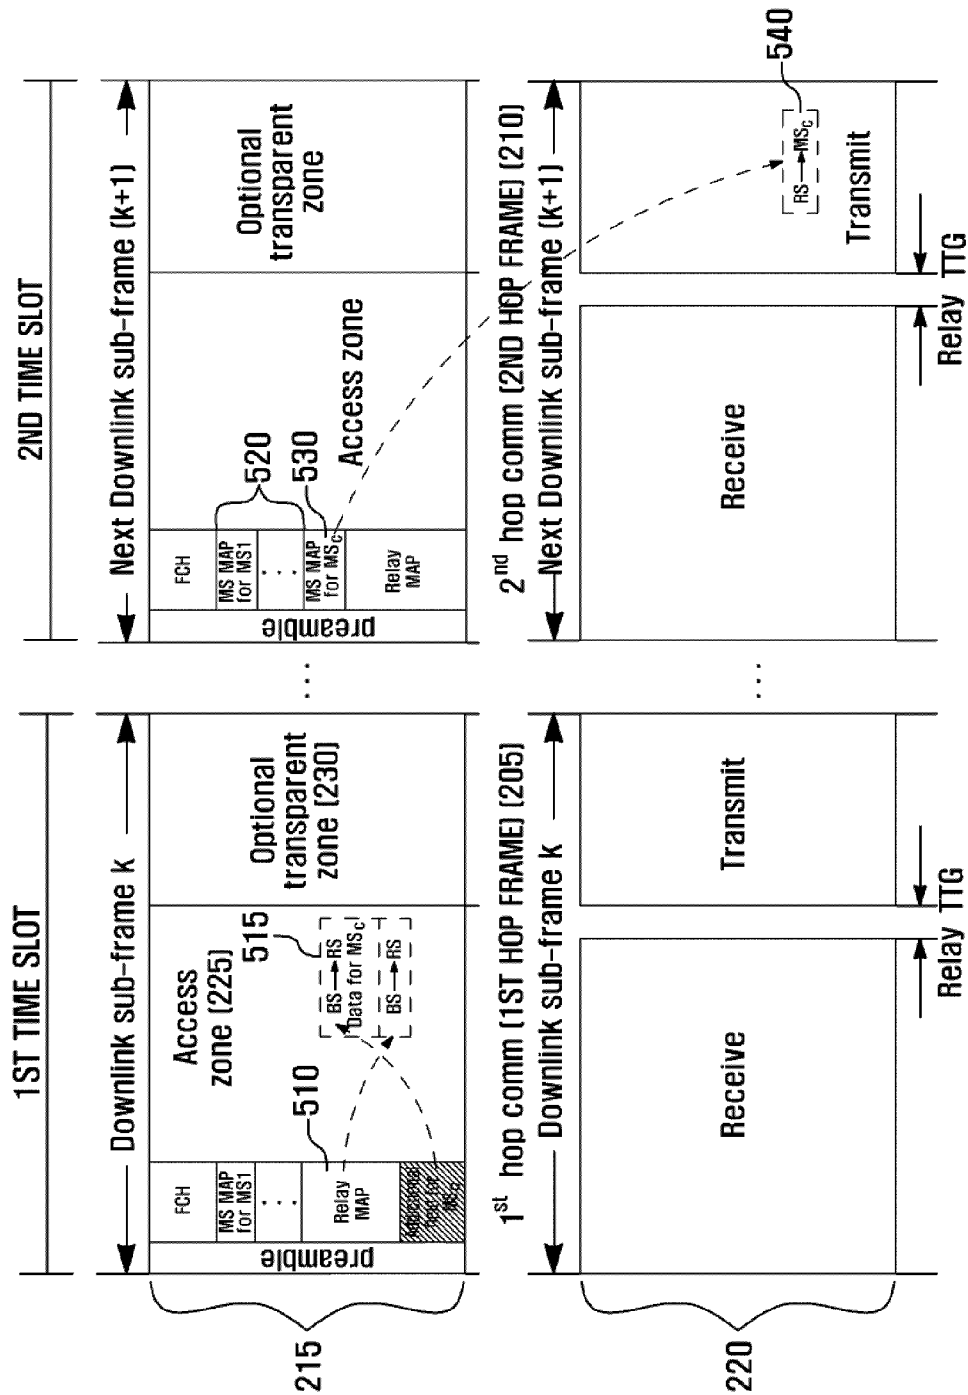 1ST TIME SLOT
2ND TIME SLOT
Downlink sub-frame k
Next Downlink sub-frame (k+1)
215
preamble
FCH
MS MAP
for MS1
. . .
Relay
MAP
510
Access
zone (225)
515
BS → RS
Data for MSc
BS → RS
Optional
transparent
zone (230)
. . .
preamble
FCH
MS MAP
for MS1
. . .
MS MAP
for MSc
Relay
MAP
520
530
Access zone
Optional
transparent
zone
1st hop comm (1ST HOP FRAME) (205)
Downlink sub-frame k
2nd hop comm (2ND HOP FRAME) (210)
Next Downlink sub-frame (k+1)
220
Receive
Transmit
. . .
Receive
RS → MSc
Transmit
540
Relay TTG
Relay TTG